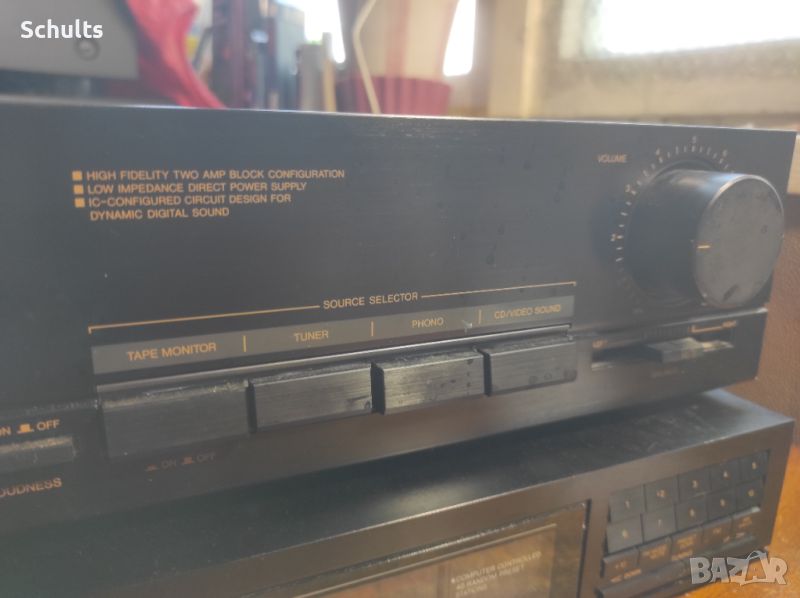 Schults
HIGH FIDELITY TWO AMP BLOCK CONFIGURATION
LOW IMPEDANCE DIRECT POWER SUPPLY
IC-CONFIGURED CIRCUIT DESIGN FOR
DYNAMIC DIGITAL SOUND
VOLUME
SOURCE SELECTOR
TAPE MONITOR TUNER PHONO CD/VIDEO SOUND
ON OFF
OUDNESS
ON OFF
COMPUTER CONTROLLED
40 RANDOM PRESET
STATIONS
BAZAR